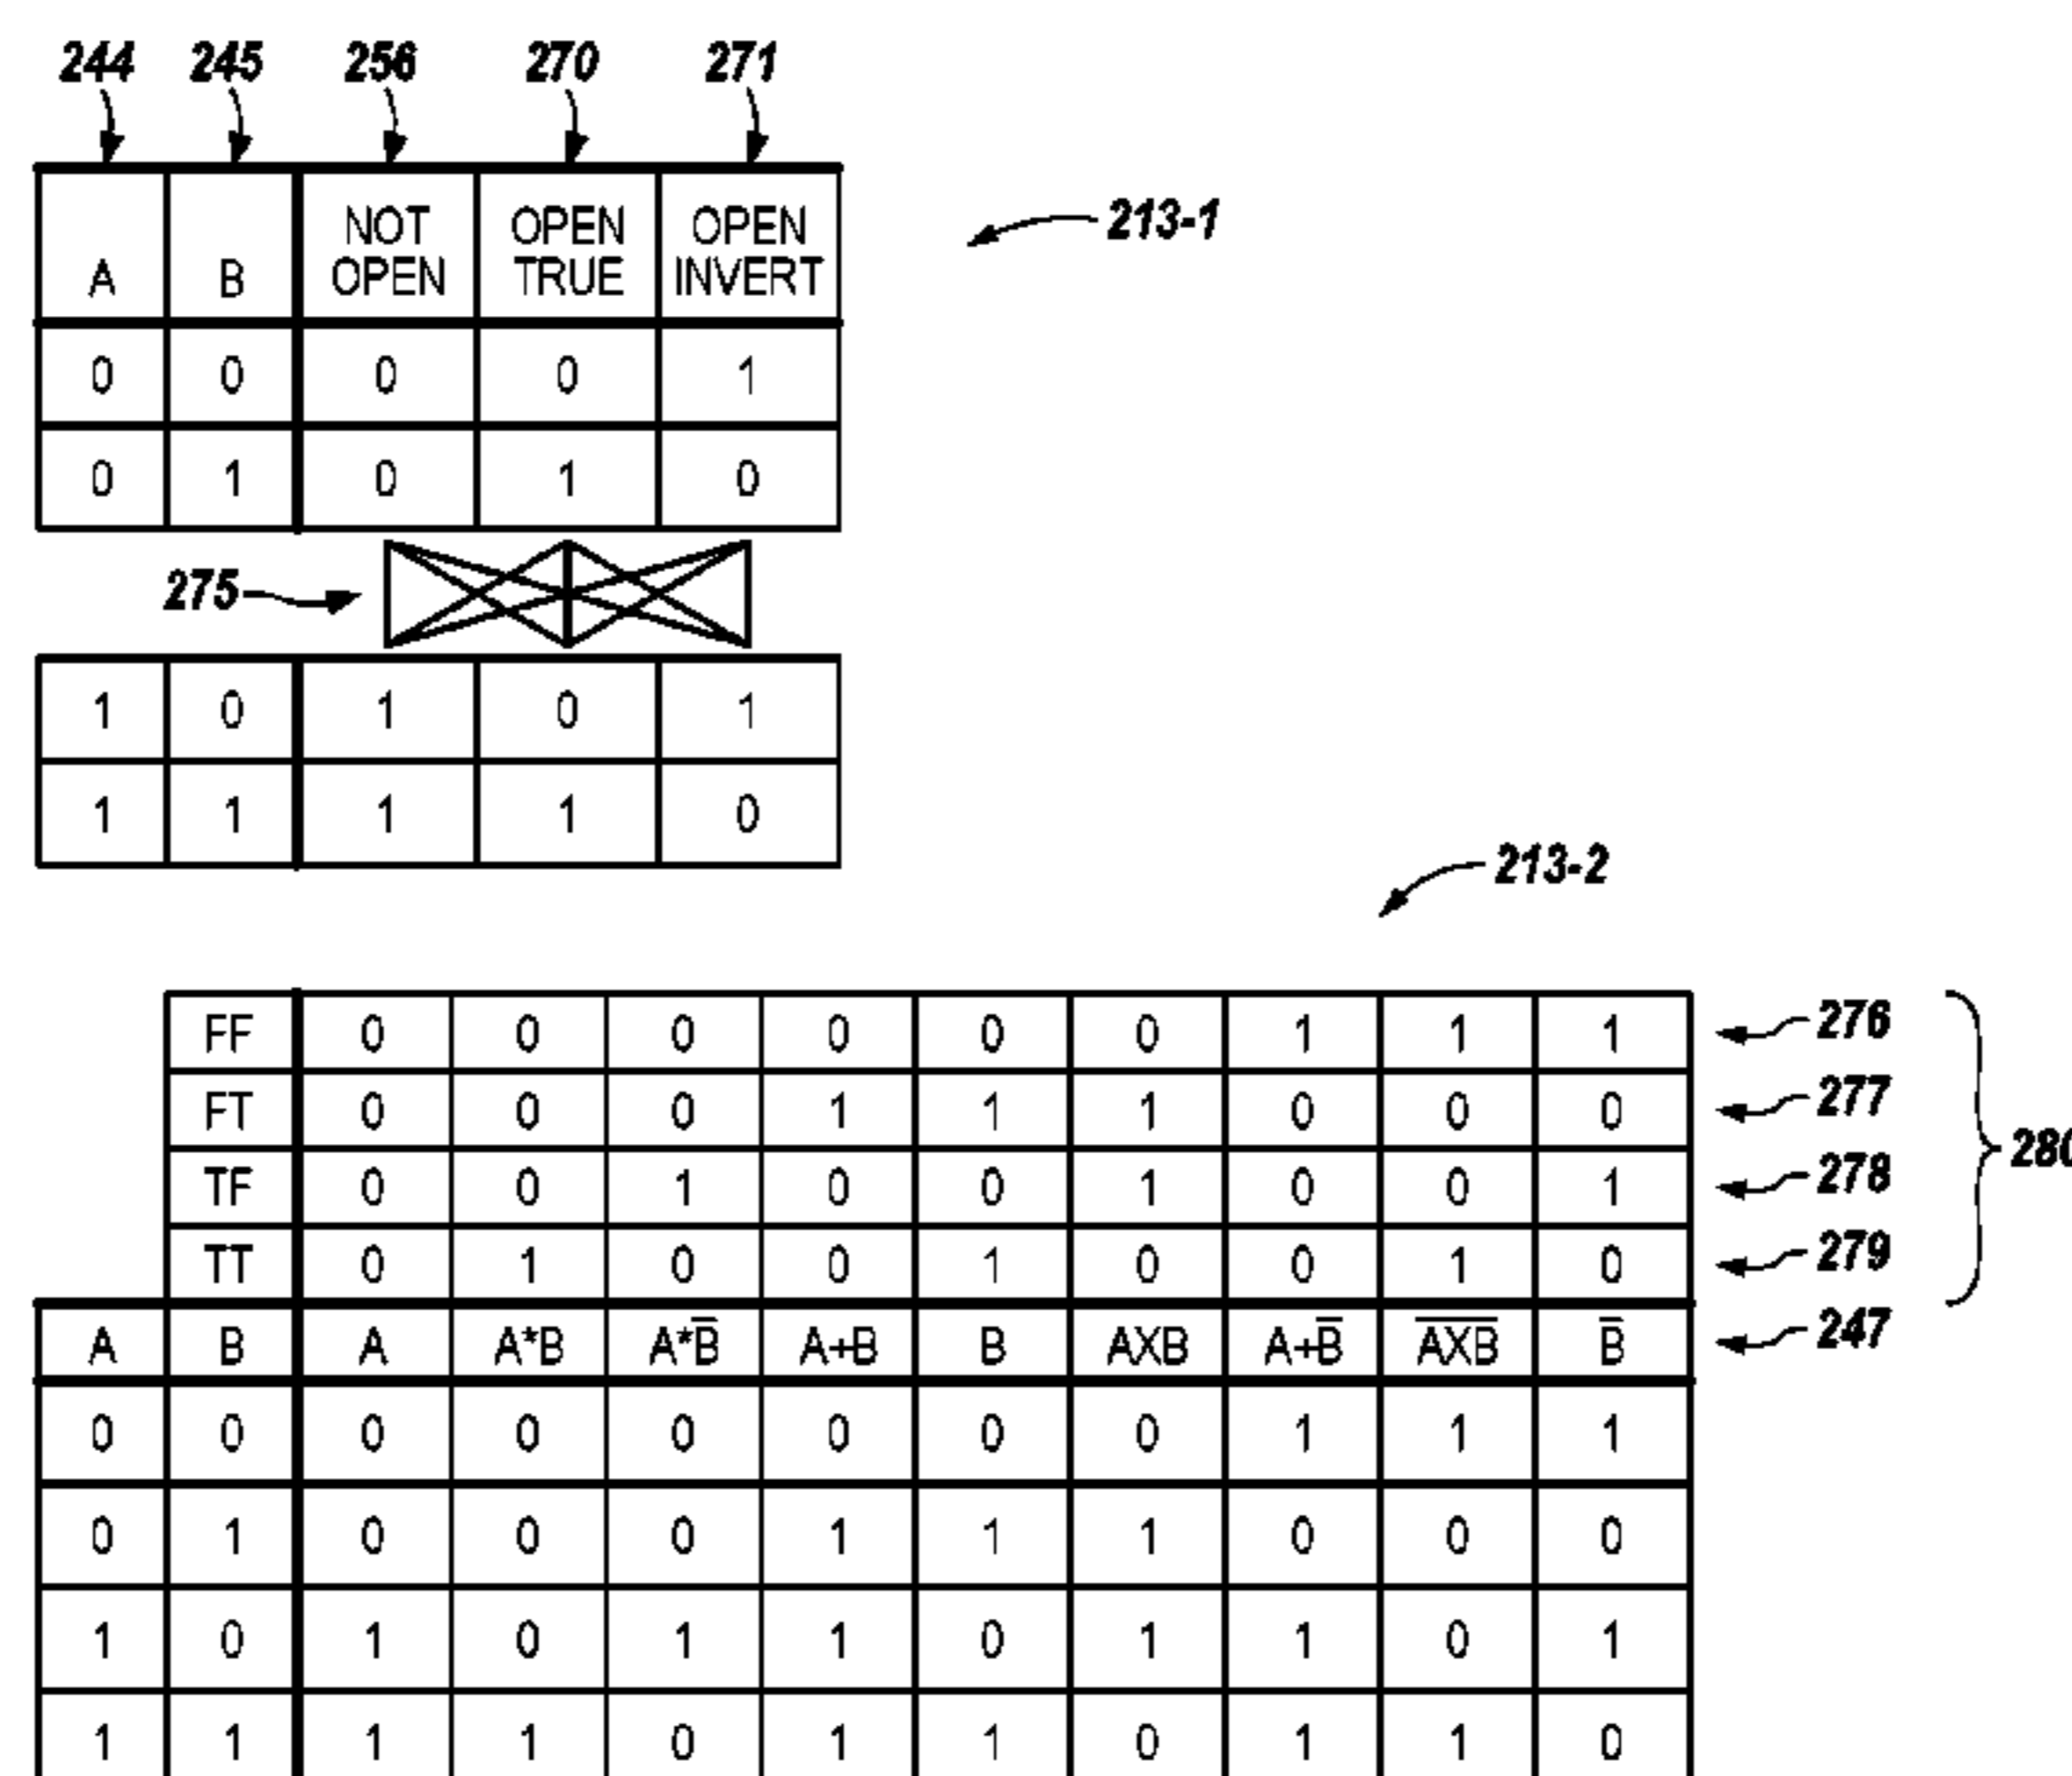 244 245 256 270 271
A B NOT OPEN OPEN TRUE OPEN INVERT
213-1
0 0 0 0 1
0 1 0 1 0
275
1 0 1 0 1
1 1 1 1 0
213-2
FF 0 0 0 0 0 0 1 1 1 276
FT 0 0 0 1 1 1 0 0 0 277
280
TF 0 0 1 0 0 1 0 0 1 278
TT 0 1 0 0 1 0 0 1 0 279
A B A A*B A*B̅ A+B B AXB A+B̅ A̅X̅B̅ B̅ 247
0 0 0 0 0 0 0 0 1 1 1
0 1 0 0 0 1 1 1 0 0 0
1 0 1 0 1 1 0 1 1 0 1
1 1 1 1 0 1 1 0 1 1 0